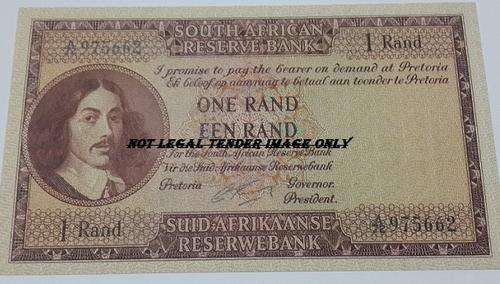 SOUTH AFRICAN
RESERVE BANK
975662
1 Rand
I promise to pay the bearer on demand at Pretoria
Ek beloof op aanvraag te betaal aan toonder te Pretoria
ONE RAND
EEN RAND
NOT LEGAL TENDER IMAGE ONLY
For the South African Reserve Bank
Vir die Suid-Afrikaanse Reserwebank
Pretoria
Governor.
President.
1 Rand
975662
SUID-AFRIKAANSE
RESERWEBANK